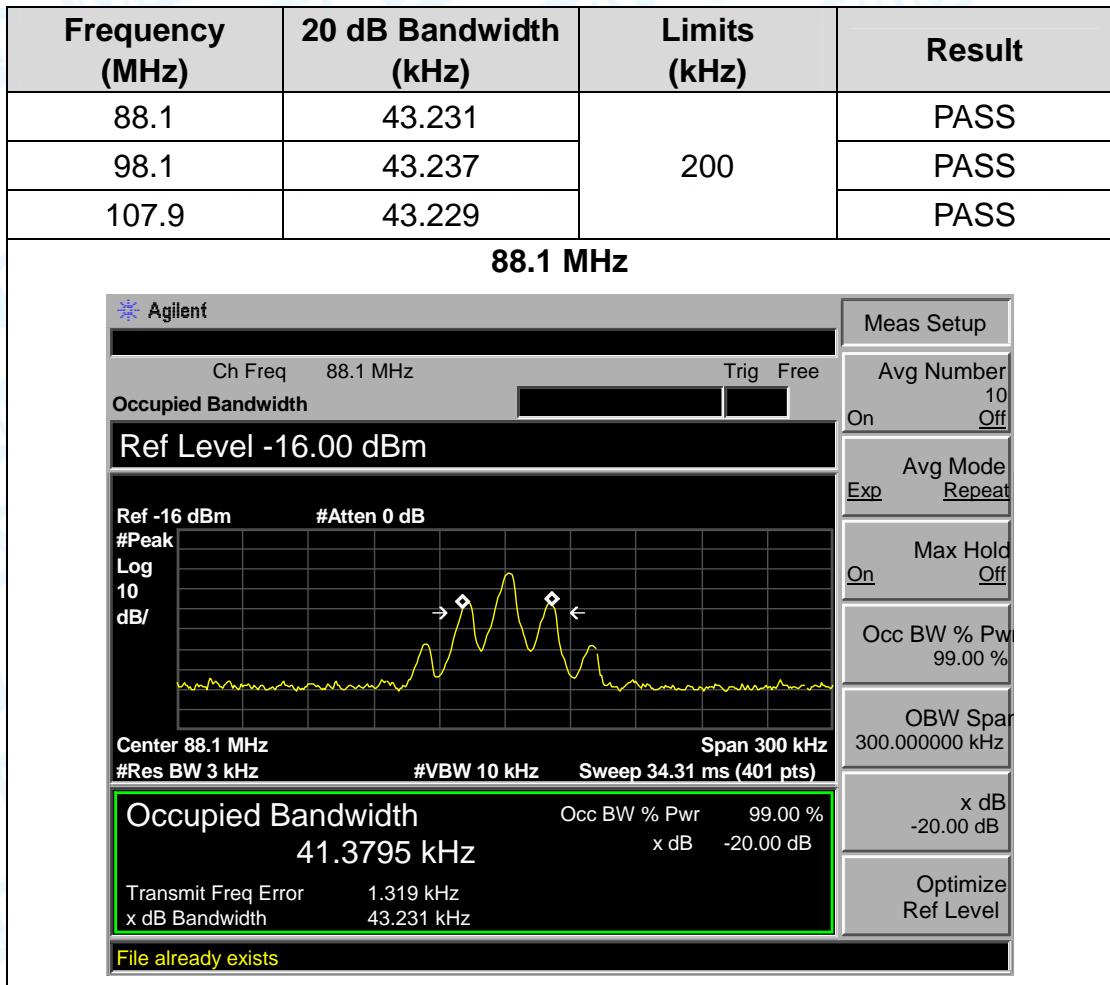 Frequency (MHz) 20 dB Bandwidth (kHz) Limits (kHz) Result
88.1 43.231 200 PASS
98.1 43.237 PASS
107.9 43.229 PASS
88.1 MHz
Agilent
Ch Freq 88.1 MHz Trig Free
Occupied Bandwidth
Ref Level -16.00 dBm
Ref -16 dBm #Atten 0 dB
#Peak
Log
10
dB/
Center 88.1 MHz Span 300 kHz
#Res BW 3 kHz #VBW 10 kHz Sweep 34.31 ms (401 pts)
Occupied Bandwidth Occ BW % Pwr 99.00 %
41.3795 kHz x dB -20.00 dB
Transmit Freq Error 1.319 kHz
x dB Bandwidth 43.231 kHz
File already exists
Meas Setup
Avg Number
10
On Off
Avg Mode
Exp Repeat
Max Hold
On Off
Occ BW % Pwr
99.00 %
OBW Span
300.000000 kHz
x dB
-20.00 dB
Optimize
Ref Level